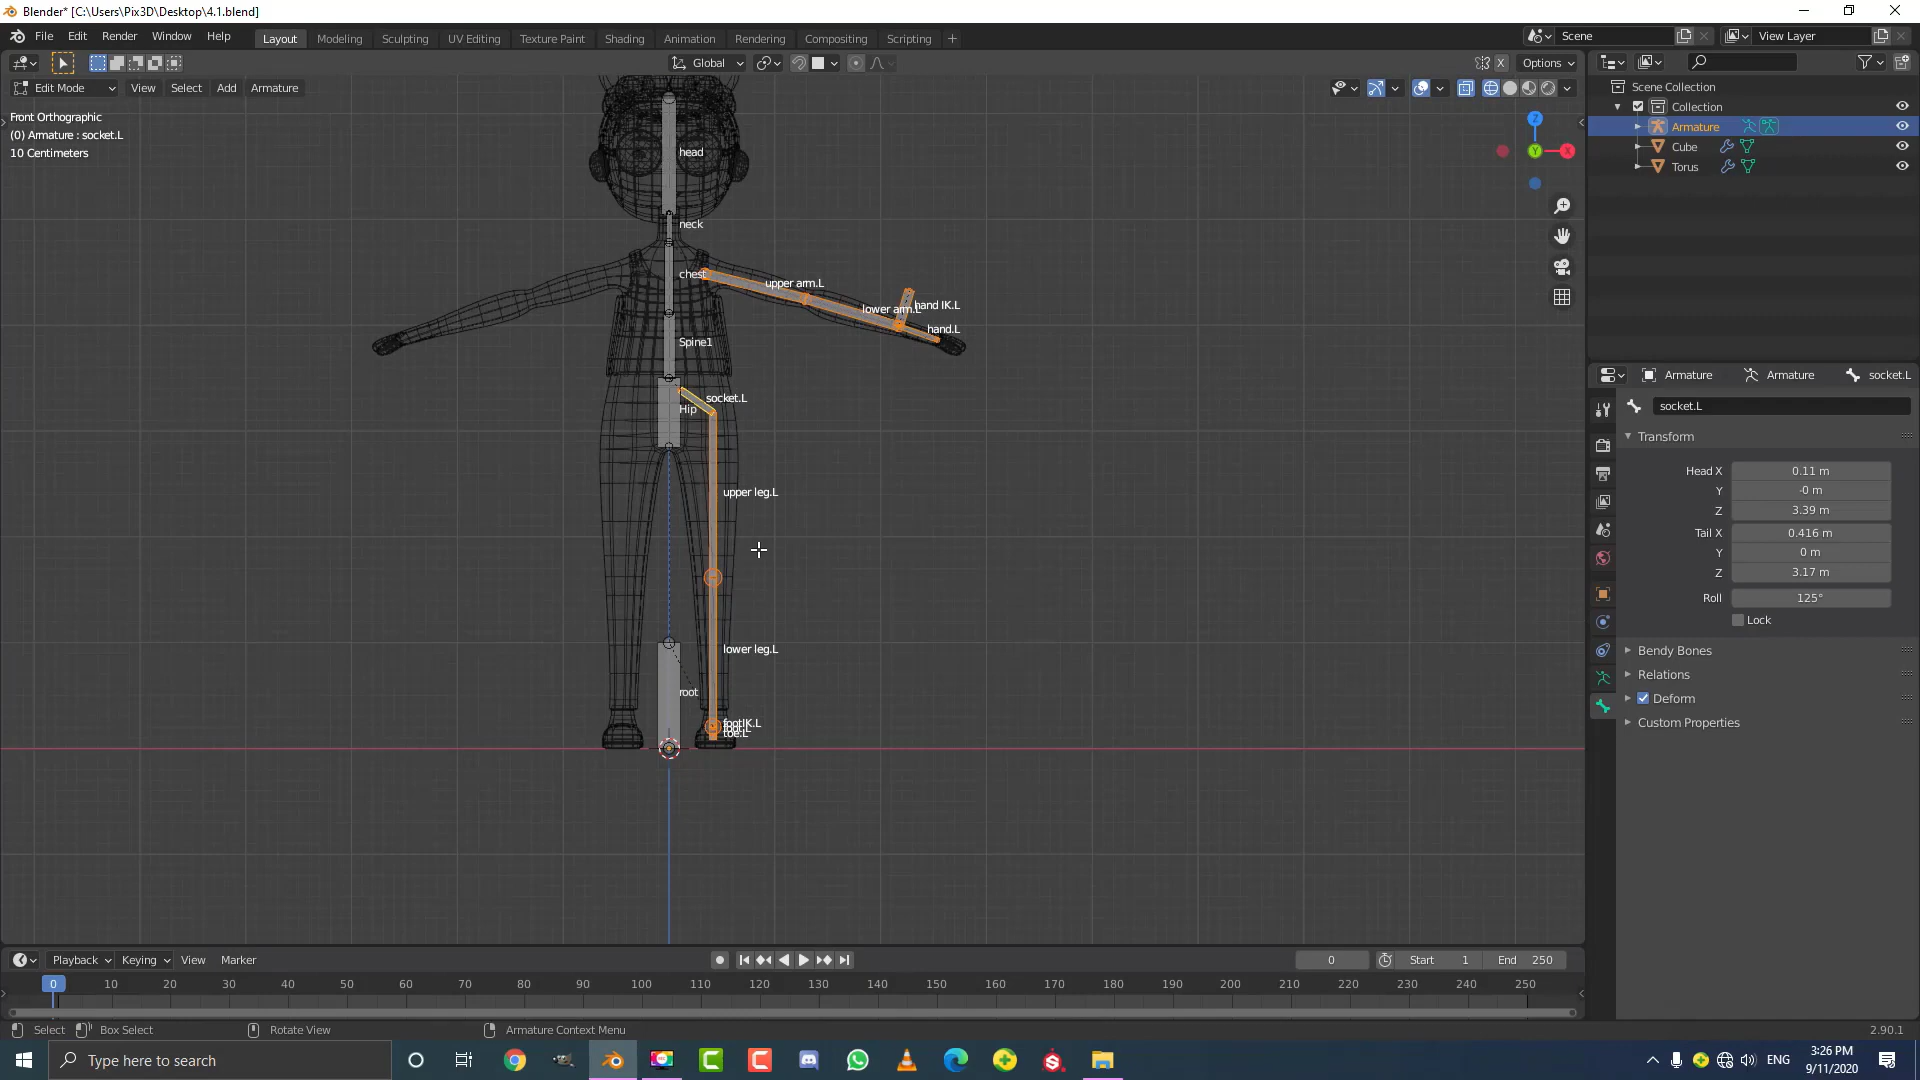 Blender* [C:\Users\Pix3D\Desktop\4.1.blend]
File Edit Render Window Help
Layout Modeling Sculpting UV Editing Texture Paint Shading Animation Rendering Compositing Scripting +
Scene
View Layer
Global
X Options
Edit Mode View Select Add Armature
Front Orthographic
(0) Armature : socket.L
10 Centimeters
head
neck
chest
upper arm.L
lower arm.L
hand IK.L
hand.L
Spine1
socket.L
Hip
upper leg.L
lower leg.L
root
footIK.L
toe.L
Z
Y
X
Scene Collection
Collection
Armature
Cube
Torus
Armature Armature socket.L
socket.L
Transform
Head X 0.11 m
Y -0 m
Z 3.39 m
Tail X 0.416 m
Y 0 m
Z 3.17 m
Roll 125°
Lock
Bendy Bones
Relations
Deform
Custom Properties
Playback Keying View Marker
0 Start 1 End 250
0 10 20 30 40 50 60 70 80 90 100 110 120 130 140 150 160 170 180 190 200 210 220 230 240 250
Select Box Select Rotate View Armature Context Menu
2.90.1
Type here to search
ENG
3:26 PM
9/11/2020